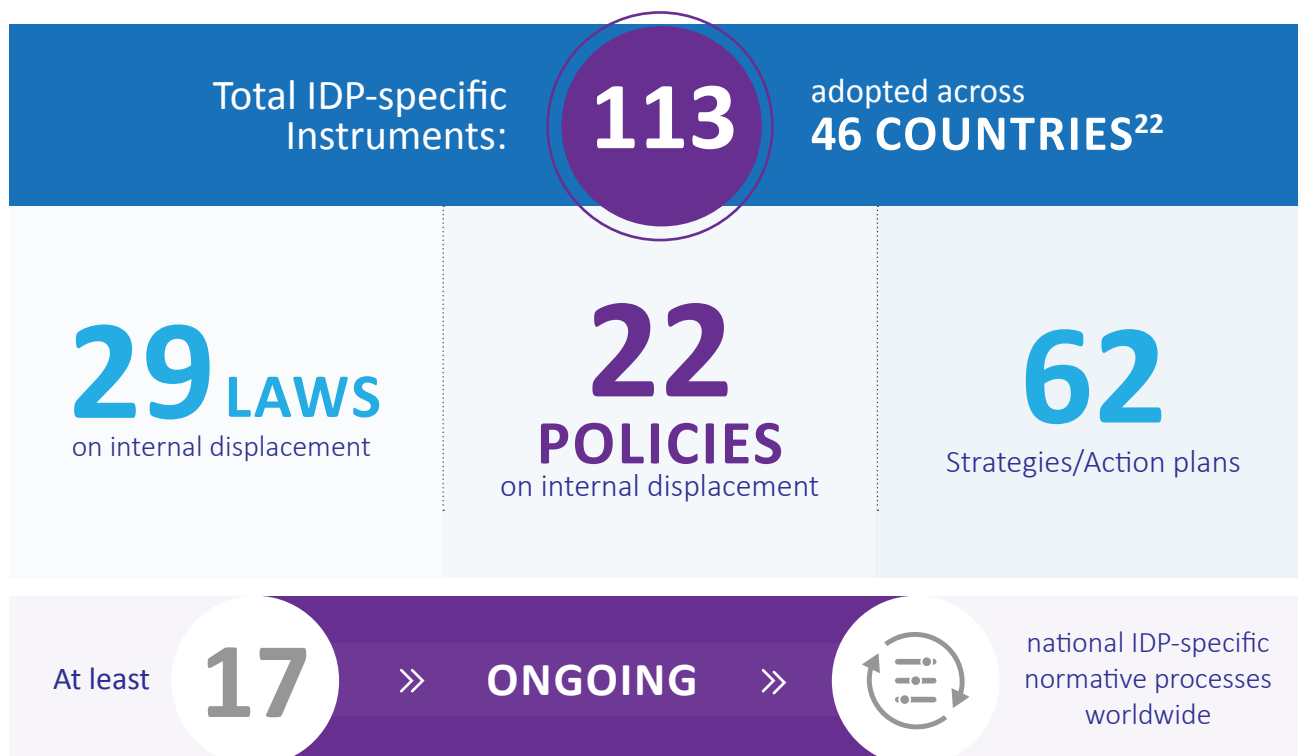 Total IDP-specific
Instruments:
113
adopted across
46 COUNTRIES²²
29 LAWS
on internal displacement
22
POLICIES
on internal displacement
62
Strategies/Action plans
At least
17
»
ONGOING
»
national IDP-specific
normative processes
worldwide